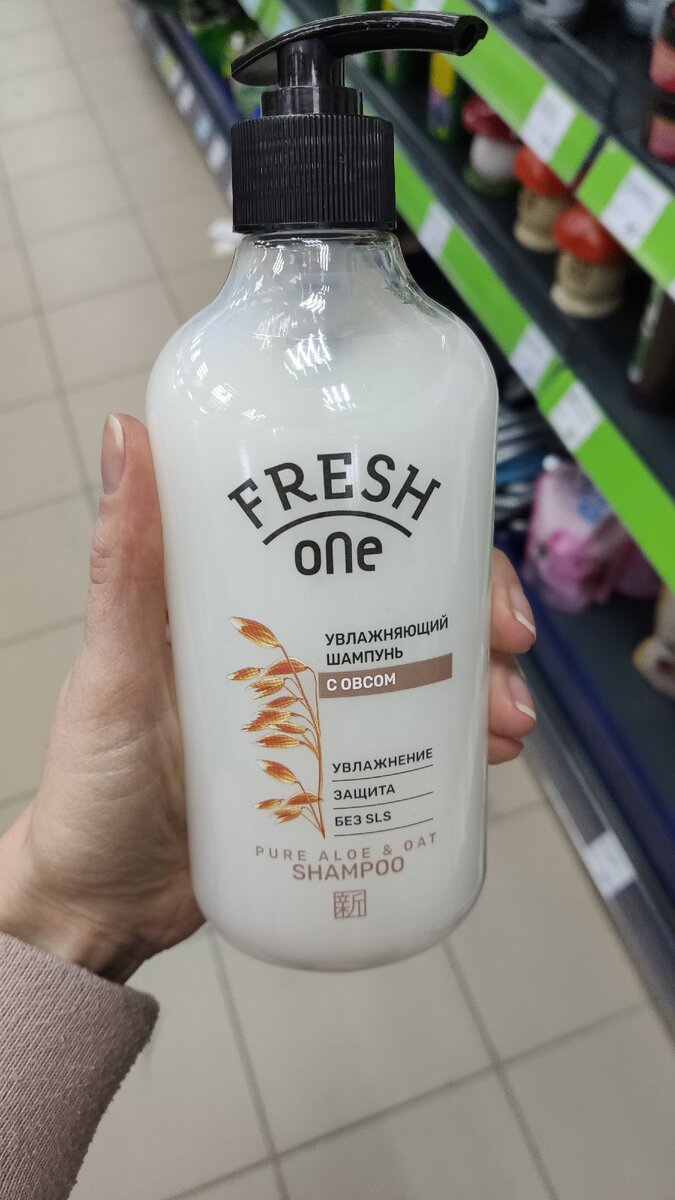 FRESH
one
УВЛАЖНЯЮЩИЙ
ШАМПУНЬ
С ОВСОМ
УВЛАЖНЕНИЕ
ЗАЩИТА
БЕЗ SLS
PURE ALOE & OAT
SHAMPOO
新